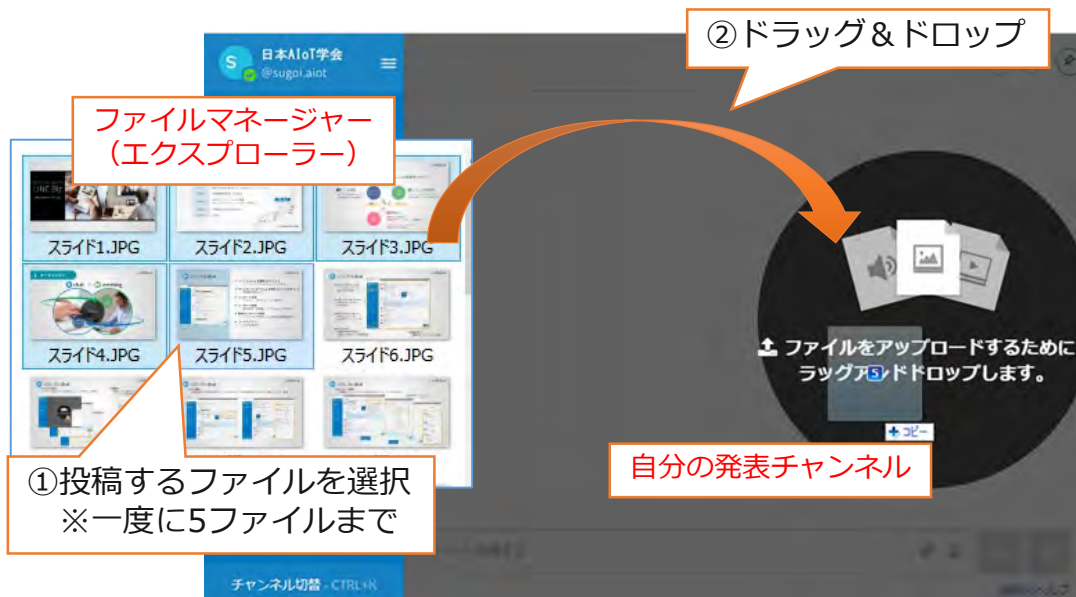 ②ドラッグ＆ドロップ
日本AIoT学会
@sugoi.aiot
ファイルマネージャー
（エクスプローラー）
スライド1.JPG
スライド2.JPG
スライド3.JPG
スライド4.JPG
スライド5.JPG
スライド6.JPG
ファイルをアップロードするために
ラッグアンドドロップします。
5
コピー
自分の発表チャンネル
①投稿するファイルを選択
※一度に5ファイルまで
チャンネル切替 - CTRL+K